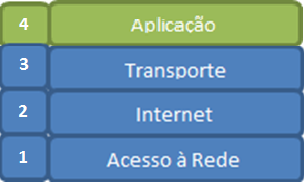 4 Aplicação
3 Transporte
2 Internet
1 Acesso à Rede